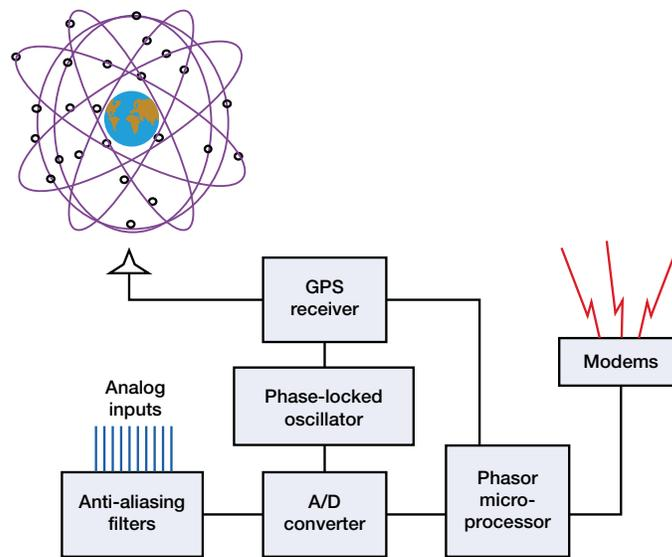 GPS
receiver
Modems
Phase-locked
oscillator
Analog
inputs
Anti-aliasing
filters
A/D
converter
Phasor
micro-
processor